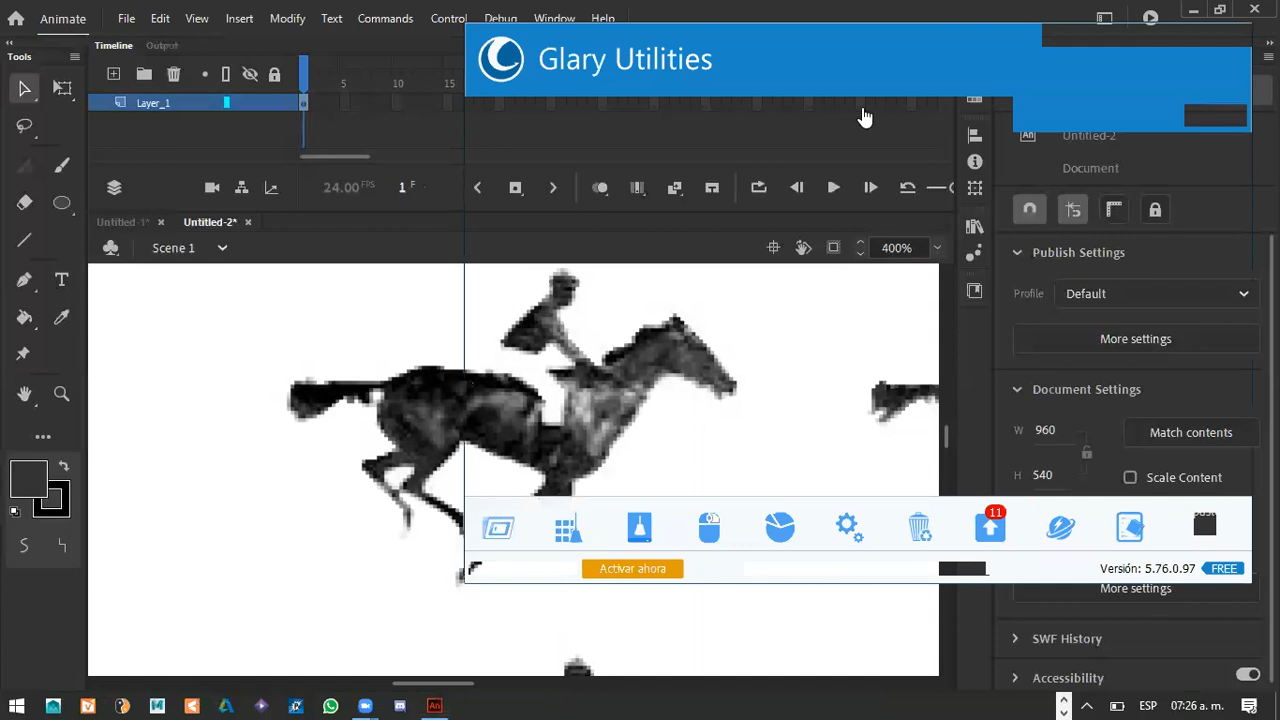 Animate File Edit View Insert Modify Text Commands Control Debug Window Help
Glary Utilities
Timeline Output
Tools
5 10 15
Layer_1
Untitled-2
Document
24.00 FPS 1 F
Untitled-1* × Untitled-2* ×
Scene 1
400%
Publish Settings
Profile Default
More settings
Document Settings
W 960
Match contents
H 540
Scale Content
11
Activar ahora
Versión: 5.76.0.97 FREE
More settings
SWF History
Accessibility
An
ESP 07:26 a. m.